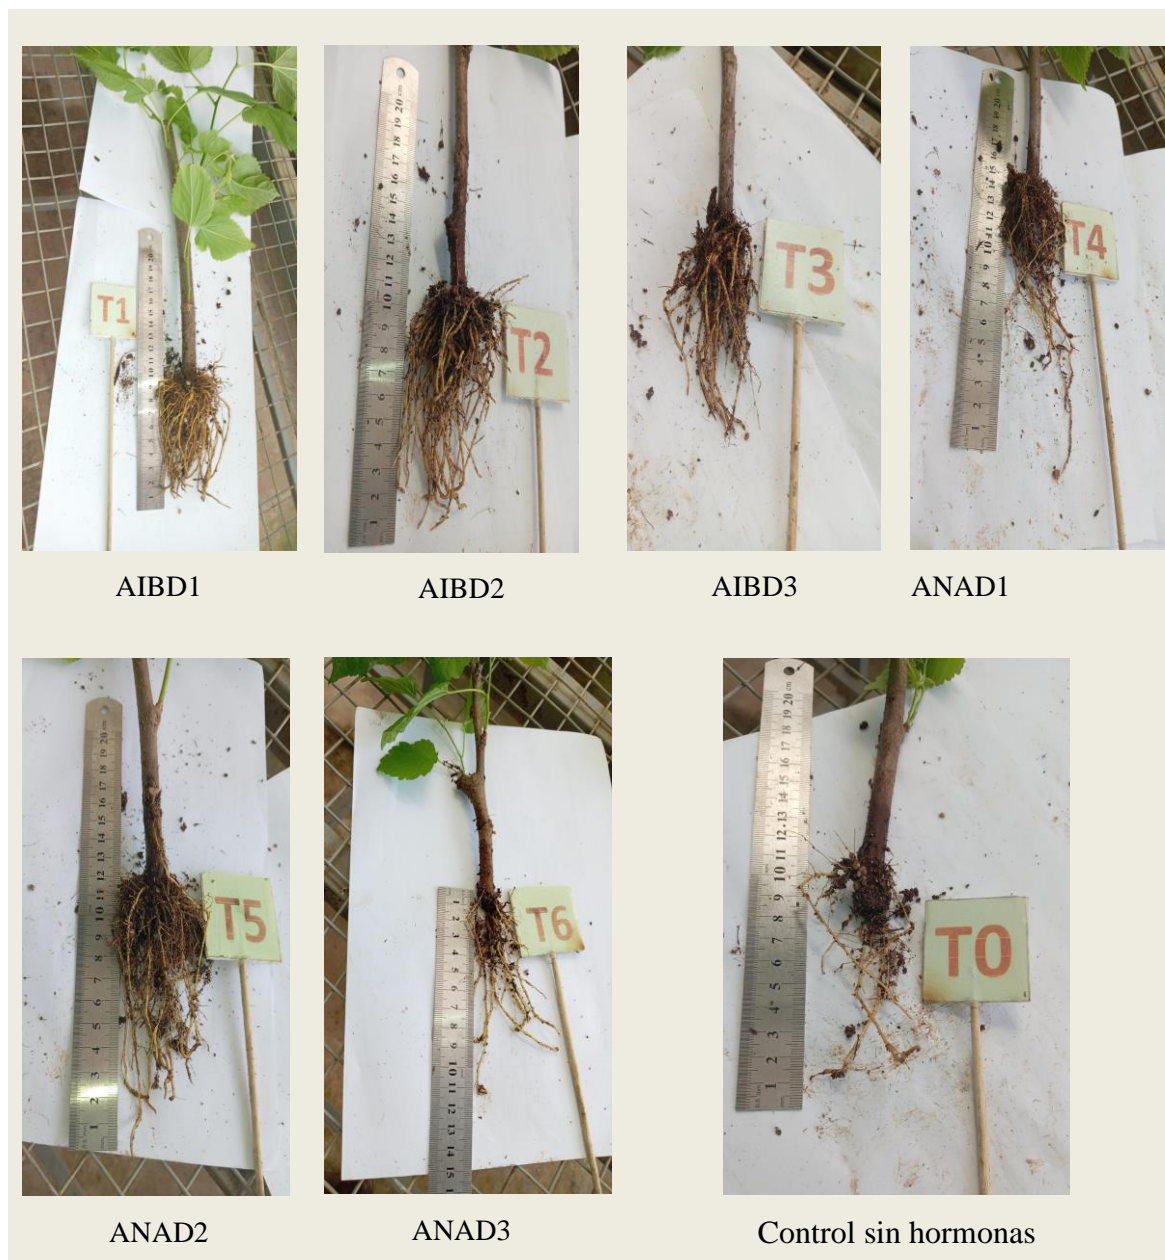 T1
T2
T3
T4
AIBD1
AIBD2
AIBD3
ANAD1
T5
T6
T0
ANAD2
ANAD3
Control sin hormonas